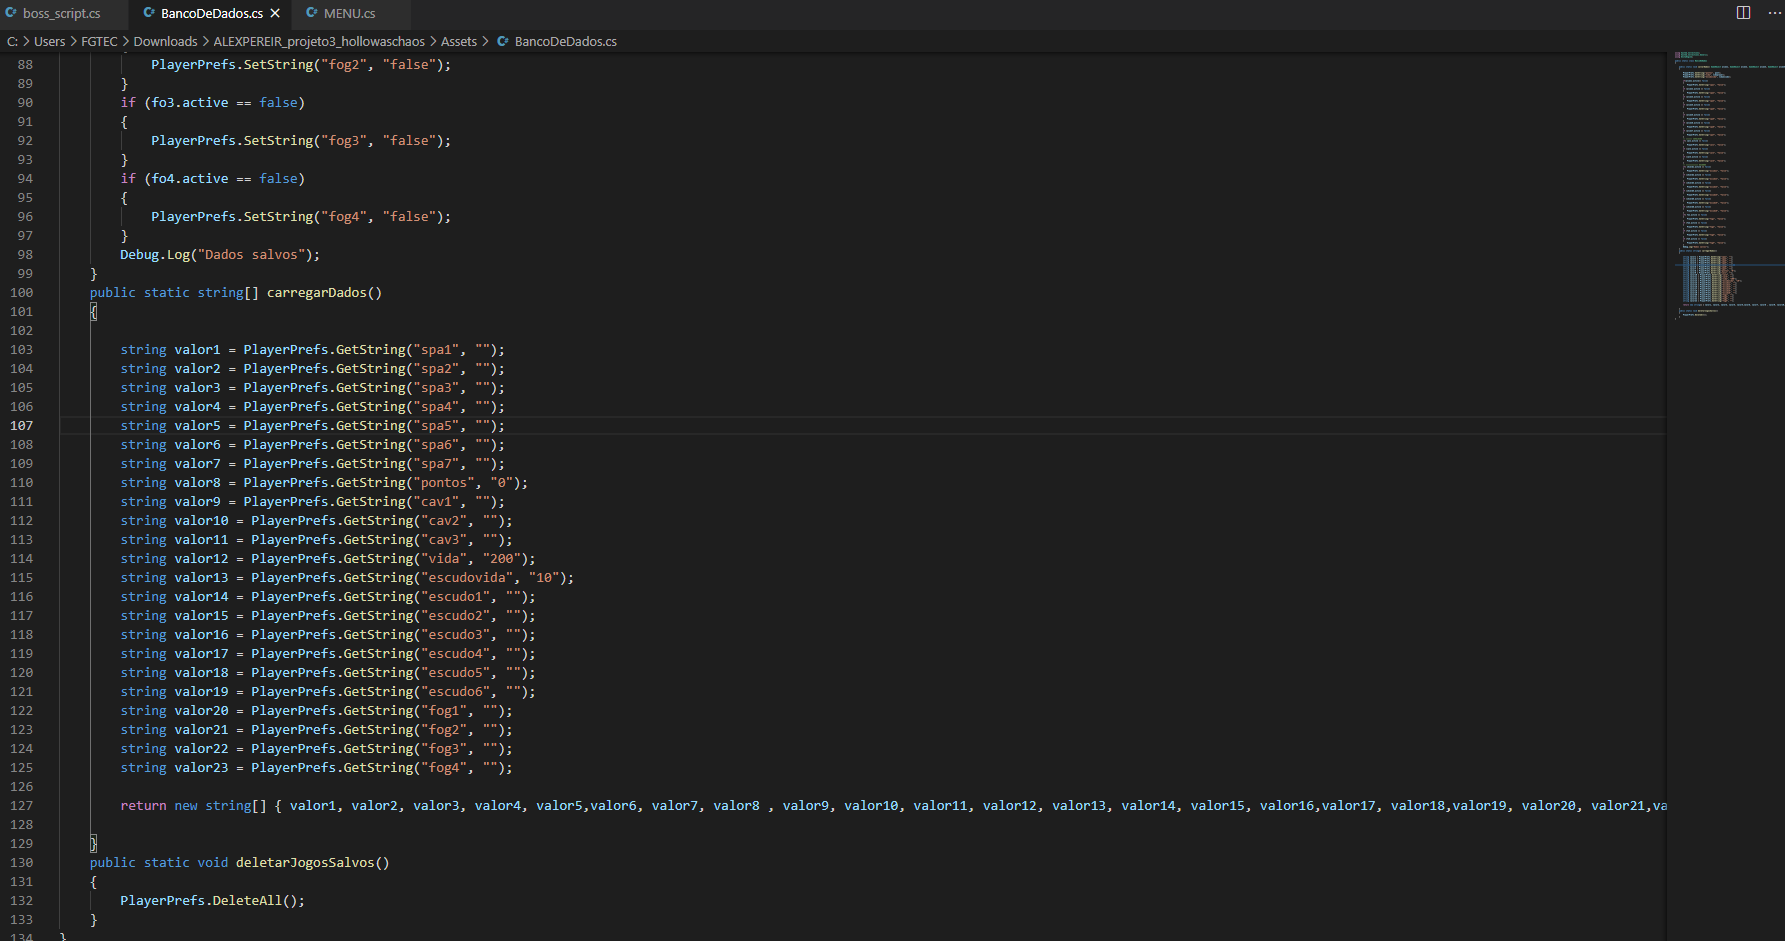 boss_script.cs BancoDeDados.cs MENU.cs
C: > Users > FGTEC > Downloads > ALEXPEREIR_projeto3_hollowaschaos > Assets > BancoDeDados.cs
88 PlayerPrefs.SetString("fog2", "false");
89 }
90 if (fo3.active == false)
91 {
92 PlayerPrefs.SetString("fog3", "false");
93 }
94 if (fo4.active == false)
95 {
96 PlayerPrefs.SetString("fog4", "false");
97 }
98 Debug.Log("Dados salvos");
99 }
100 public static string[] carregarDados()
101 {
102
103 string valor1 = PlayerPrefs.GetString("spa1", "");
104 string valor2 = PlayerPrefs.GetString("spa2", "");
105 string valor3 = PlayerPrefs.GetString("spa3", "");
106 string valor4 = PlayerPrefs.GetString("spa4", "");
107 string valor5 = PlayerPrefs.GetString("spa5", "");
108 string valor6 = PlayerPrefs.GetString("spa6", "");
109 string valor7 = PlayerPrefs.GetString("spa7", "");
110 string valor8 = PlayerPrefs.GetString("pontos", "0");
111 string valor9 = PlayerPrefs.GetString("cav1", "");
112 string valor10 = PlayerPrefs.GetString("cav2", "");
113 string valor11 = PlayerPrefs.GetString("cav3", "");
114 string valor12 = PlayerPrefs.GetString("vida", "200");
115 string valor13 = PlayerPrefs.GetString("escudovida", "10");
116 string valor14 = PlayerPrefs.GetString("escudo1", "");
117 string valor15 = PlayerPrefs.GetString("escudo2", "");
118 string valor16 = PlayerPrefs.GetString("escudo3", "");
119 string valor17 = PlayerPrefs.GetString("escudo4", "");
120 string valor18 = PlayerPrefs.GetString("escudo5", "");
121 string valor19 = PlayerPrefs.GetString("escudo6", "");
122 string valor20 = PlayerPrefs.GetString("fog1", "");
123 string valor21 = PlayerPrefs.GetString("fog2", "");
124 string valor22 = PlayerPrefs.GetString("fog3", "");
125 string valor23 = PlayerPrefs.GetString("fog4", "");
126
127 return new string[] { valor1, valor2, valor3, valor4, valor5,valor6, valor7, valor8 , valor9, valor10, valor11, valor12, valor13, valor14, valor15, valor16,valor17, valor18,valor19, valor20, valor21,va
128
129 }
130 public static void deletarJogosSalvos()
131 {
132 PlayerPrefs.DeleteAll();
133 }
134 }